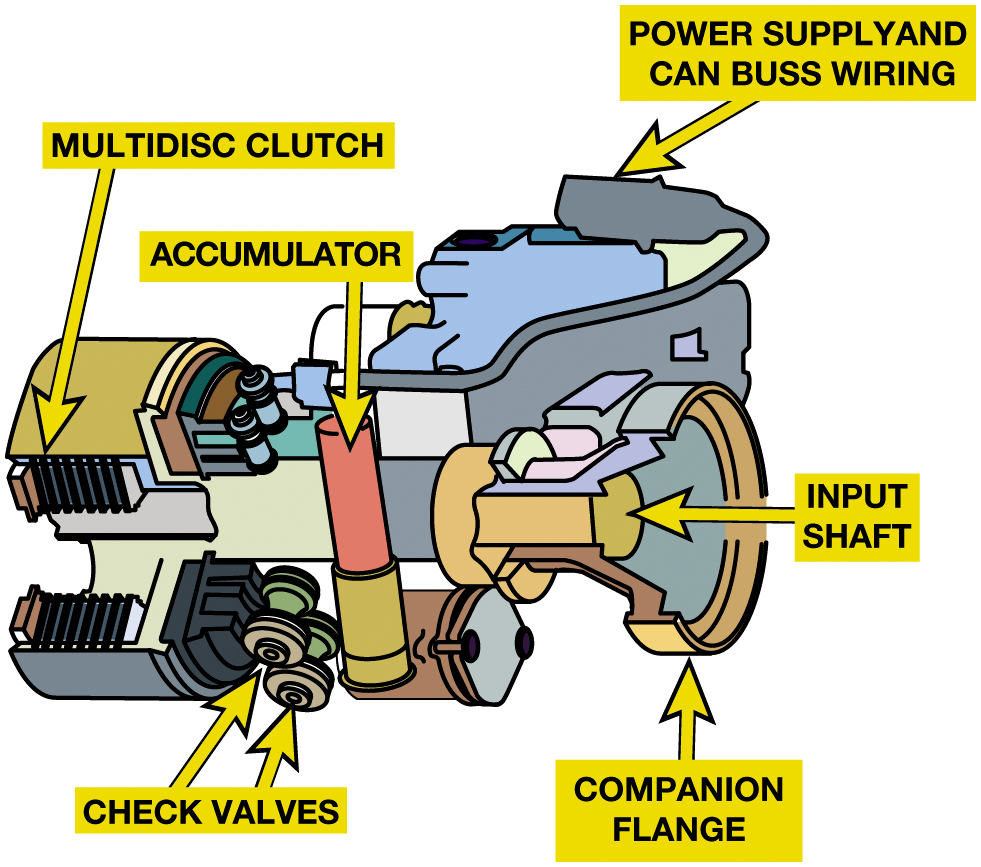 POWER SUPPLYAND
CAN BUSS WIRING
MULTIDISC CLUTCH
ACCUMULATOR
INPUT
SHAFT
CHECK VALVES
COMPANION
FLANGE